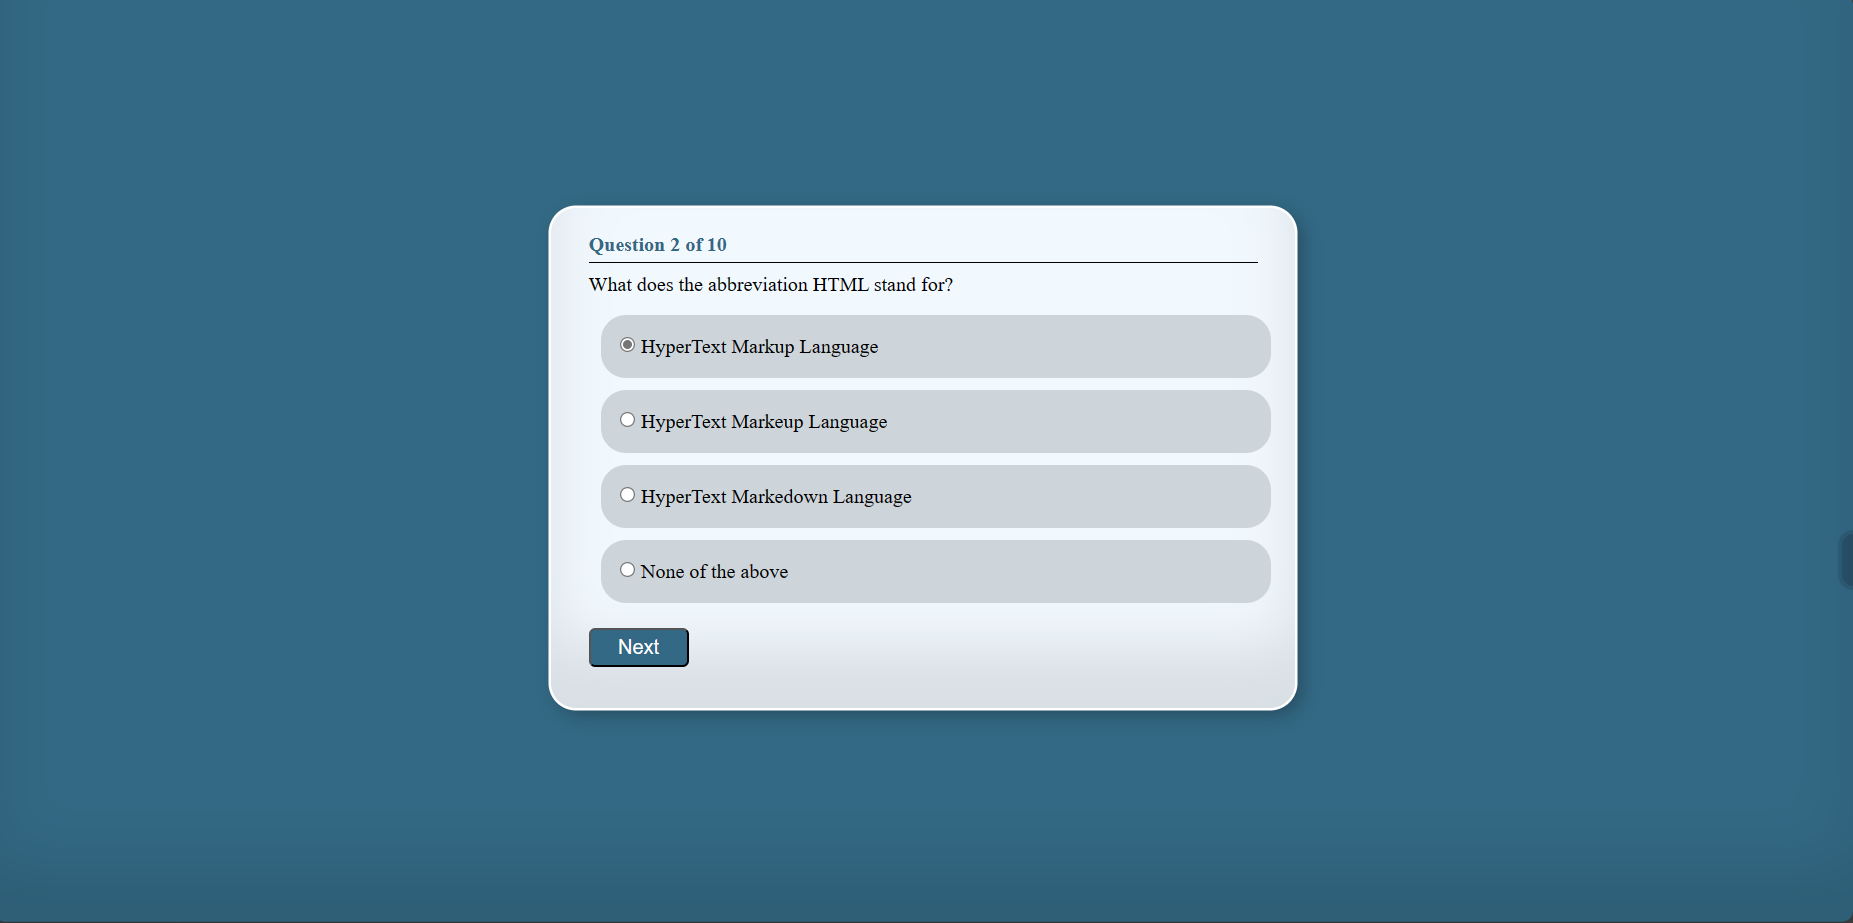 Question 2 of 10
What does the abbreviation HTML stand for?
HyperText Markup Language
HyperText Markeup Language
HyperText Markedown Language
None of the above
Next